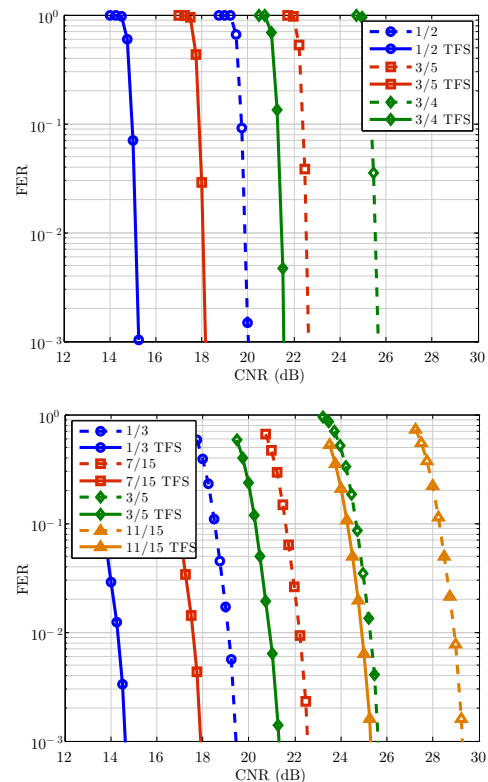 10^0
10^-1
10^-2
10^-3
FER
1/2
1/2 TFS
3/5
3/5 TFS
3/4
3/4 TFS
12 14 16 18 20 22 24 26 28 30
CNR (dB)
10^0
10^-1
10^-2
10^-3
FER
1/3
1/3 TFS
7/15
7/15 TFS
3/5
3/5 TFS
11/15
11/15 TFS
12 14 16 18 20 22 24 26 28 30
CNR (dB)